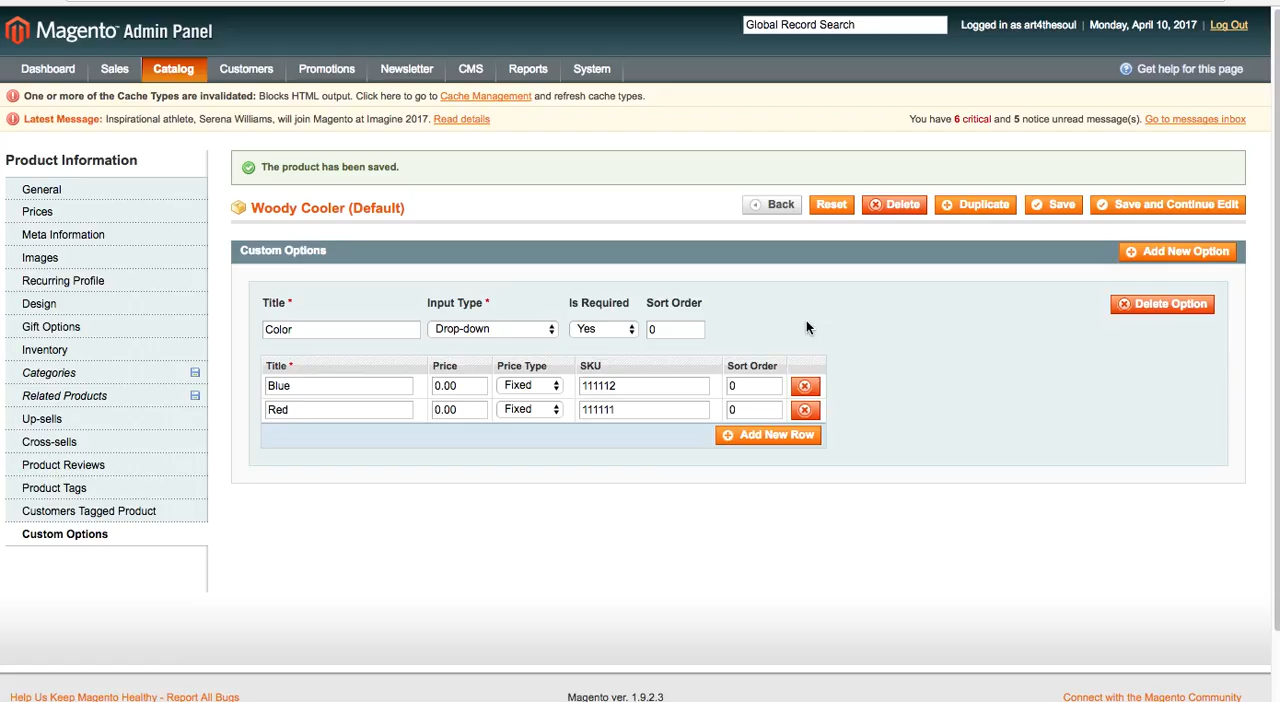 Magento Admin Panel
Global Record Search
Logged in as art4thesoul | Monday, April 10, 2017 | Log Out
Dashboard Sales Catalog Customers Promotions Newsletter CMS Reports System
Get help for this page
One or more of the Cache Types are invalidated: Blocks HTML output. Click here to go to Cache Management and refresh cache types.
Latest Message: Inspirational athlete, Serena Williams, will join Magento at Imagine 2017. Read details
You have 6 critical and 5 notice unread message(s). Go to messages inbox
Product Information
General
Prices
Meta Information
Images
Recurring Profile
Design
Gift Options
Inventory
Categories
Related Products
Up-sells
Cross-sells
Product Reviews
Product Tags
Customers Tagged Product
Custom Options
The product has been saved.
Woody Cooler (Default)
Back Reset Delete Duplicate Save Save and Continue Edit
Custom Options
Add New Option
Title * Input Type * Is Required Sort Order
Delete Option
Color Drop-down Yes 0
Title * Price Price Type SKU Sort Order
Blue 0.00 Fixed 111112 0
Red 0.00 Fixed 111111 0
Add New Row
Help Us Keep Magento Healthy - Report All Bugs
Magento ver. 1.9.2.3
Connect with the Magento Community